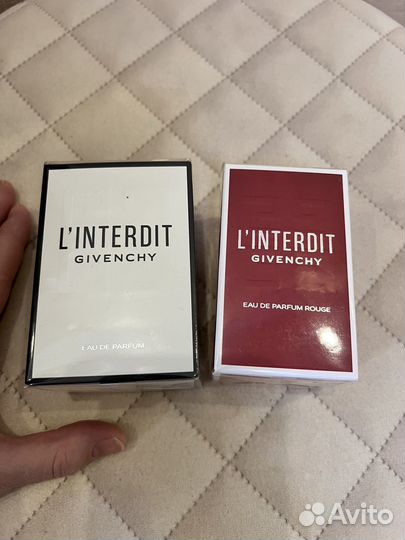 L'INTERDIT
GIVENCHY
EAU DE PARFUM
L'INTERDIT
GIVENCHY
EAU DE PARFUM ROUGE
Avito